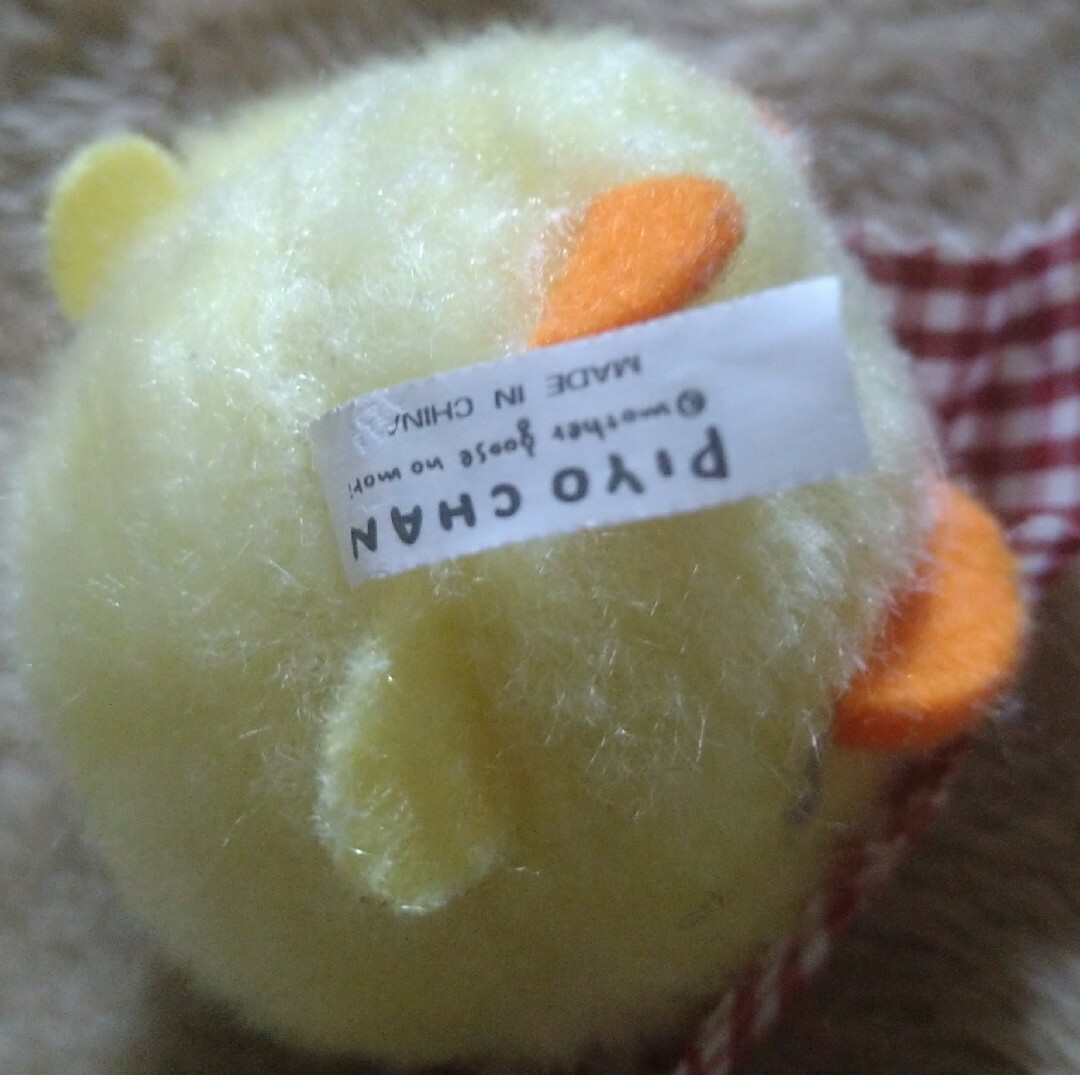 PIYO CHAN
©mother goose no mori
MADE IN CHINA